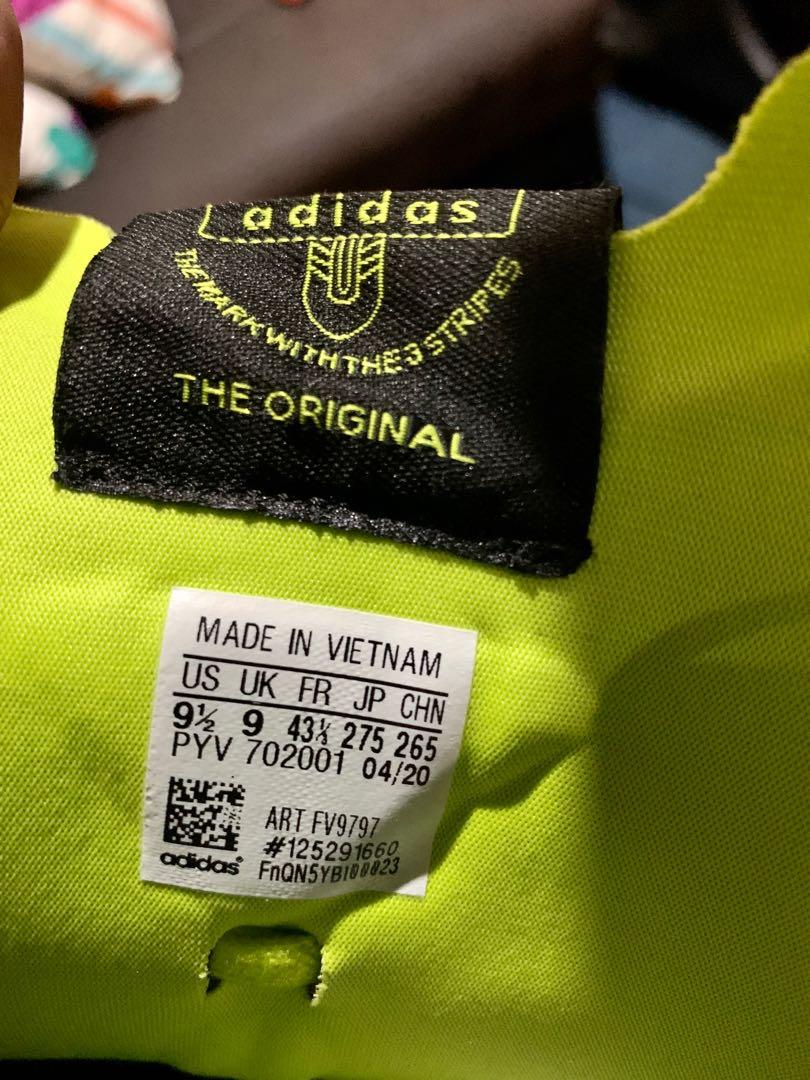 adidas
THE MARK WITH THE 3 STRIPES
THE ORIGINAL
MADE IN VIETNAM
US UK FR JP CHN
9½ 9 43⅓ 275 265
PYV 702001 04/20
ART FV9797
#125291660
adidas